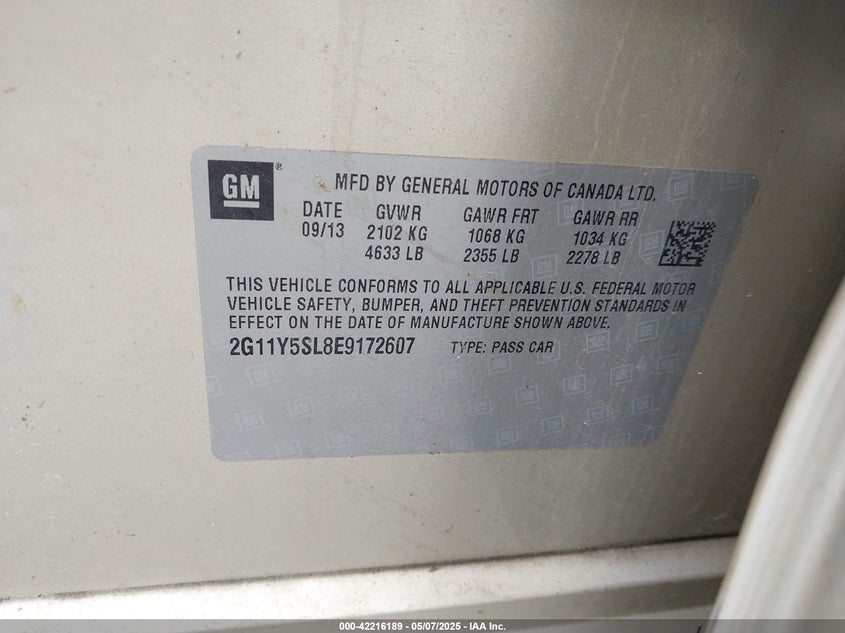 GM ®
MFD BY GENERAL MOTORS OF CANADA LTD.
DATE GVWR GAWR FRT GAWR RR
09/13 2102 KG 1068 KG 1034 KG
4633 LB 2355 LB 2278 LB
THIS VEHICLE CONFORMS TO ALL APPLICABLE U.S. FEDERAL MOTOR
VEHICLE SAFETY, BUMPER, AND THEFT PREVENTION STANDARDS IN
EFFECT ON THE DATE OF MANUFACTURE SHOWN ABOVE.
2G11Y5SL8E9172607 TYPE: PASS CAR
000-42216189 - 05/07/2025 - IAA Inc.